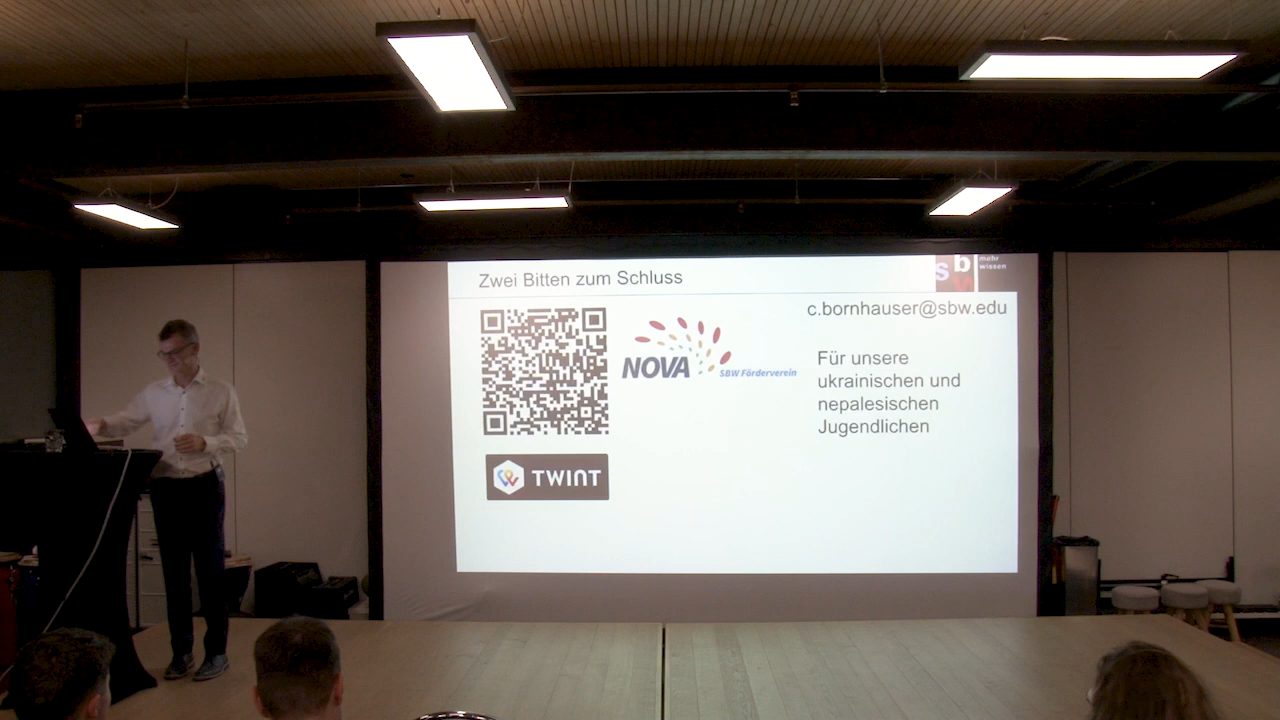 Zwei Bitten zum Schluss
sb
mehr
wissen
c.bornhauser@sbw.edu
NOVA
SBW Förderverein
Für unsere
ukrainischen und
nepalesischen
Jugendlichen
TWINT